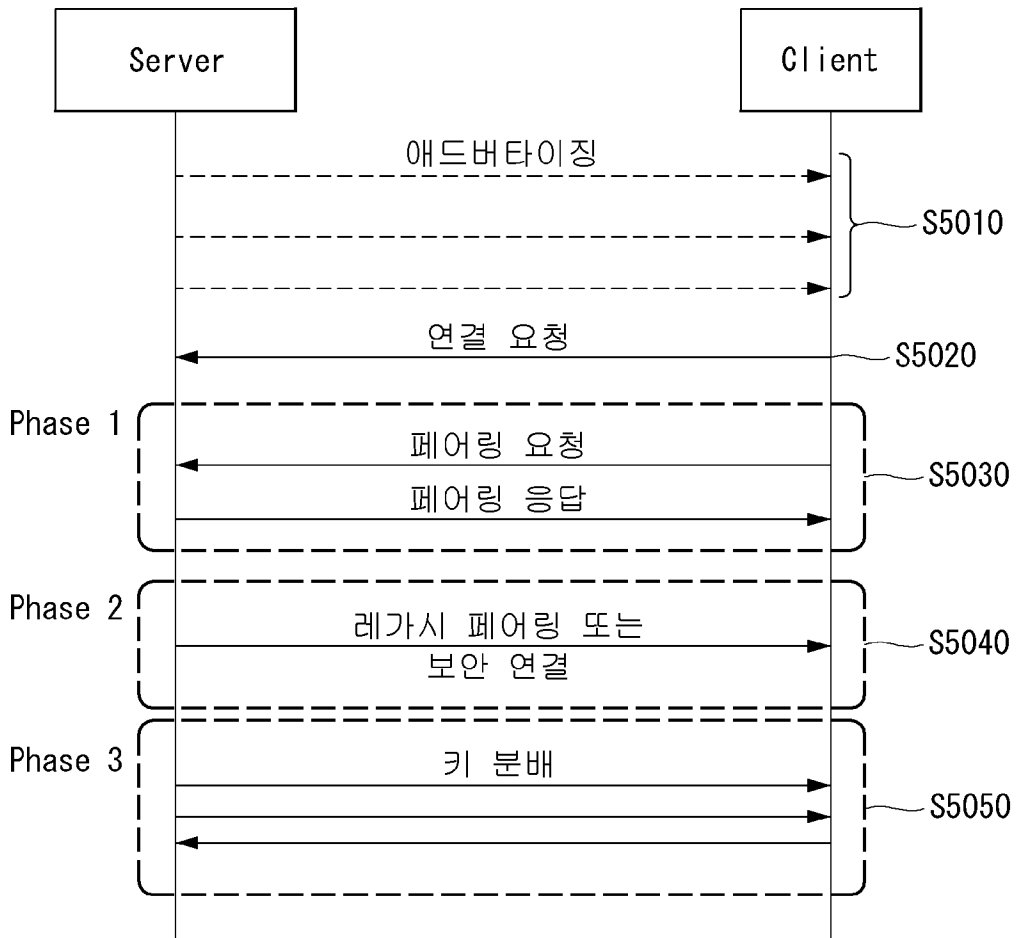 Server
Client
애드버타이징
S5010
연결 요청
S5020
Phase 1
페어링 요청
S5030
페어링 응답
Phase 2
레가시 페어링 또는
보안 연결
S5040
Phase 3
키 분배
S5050